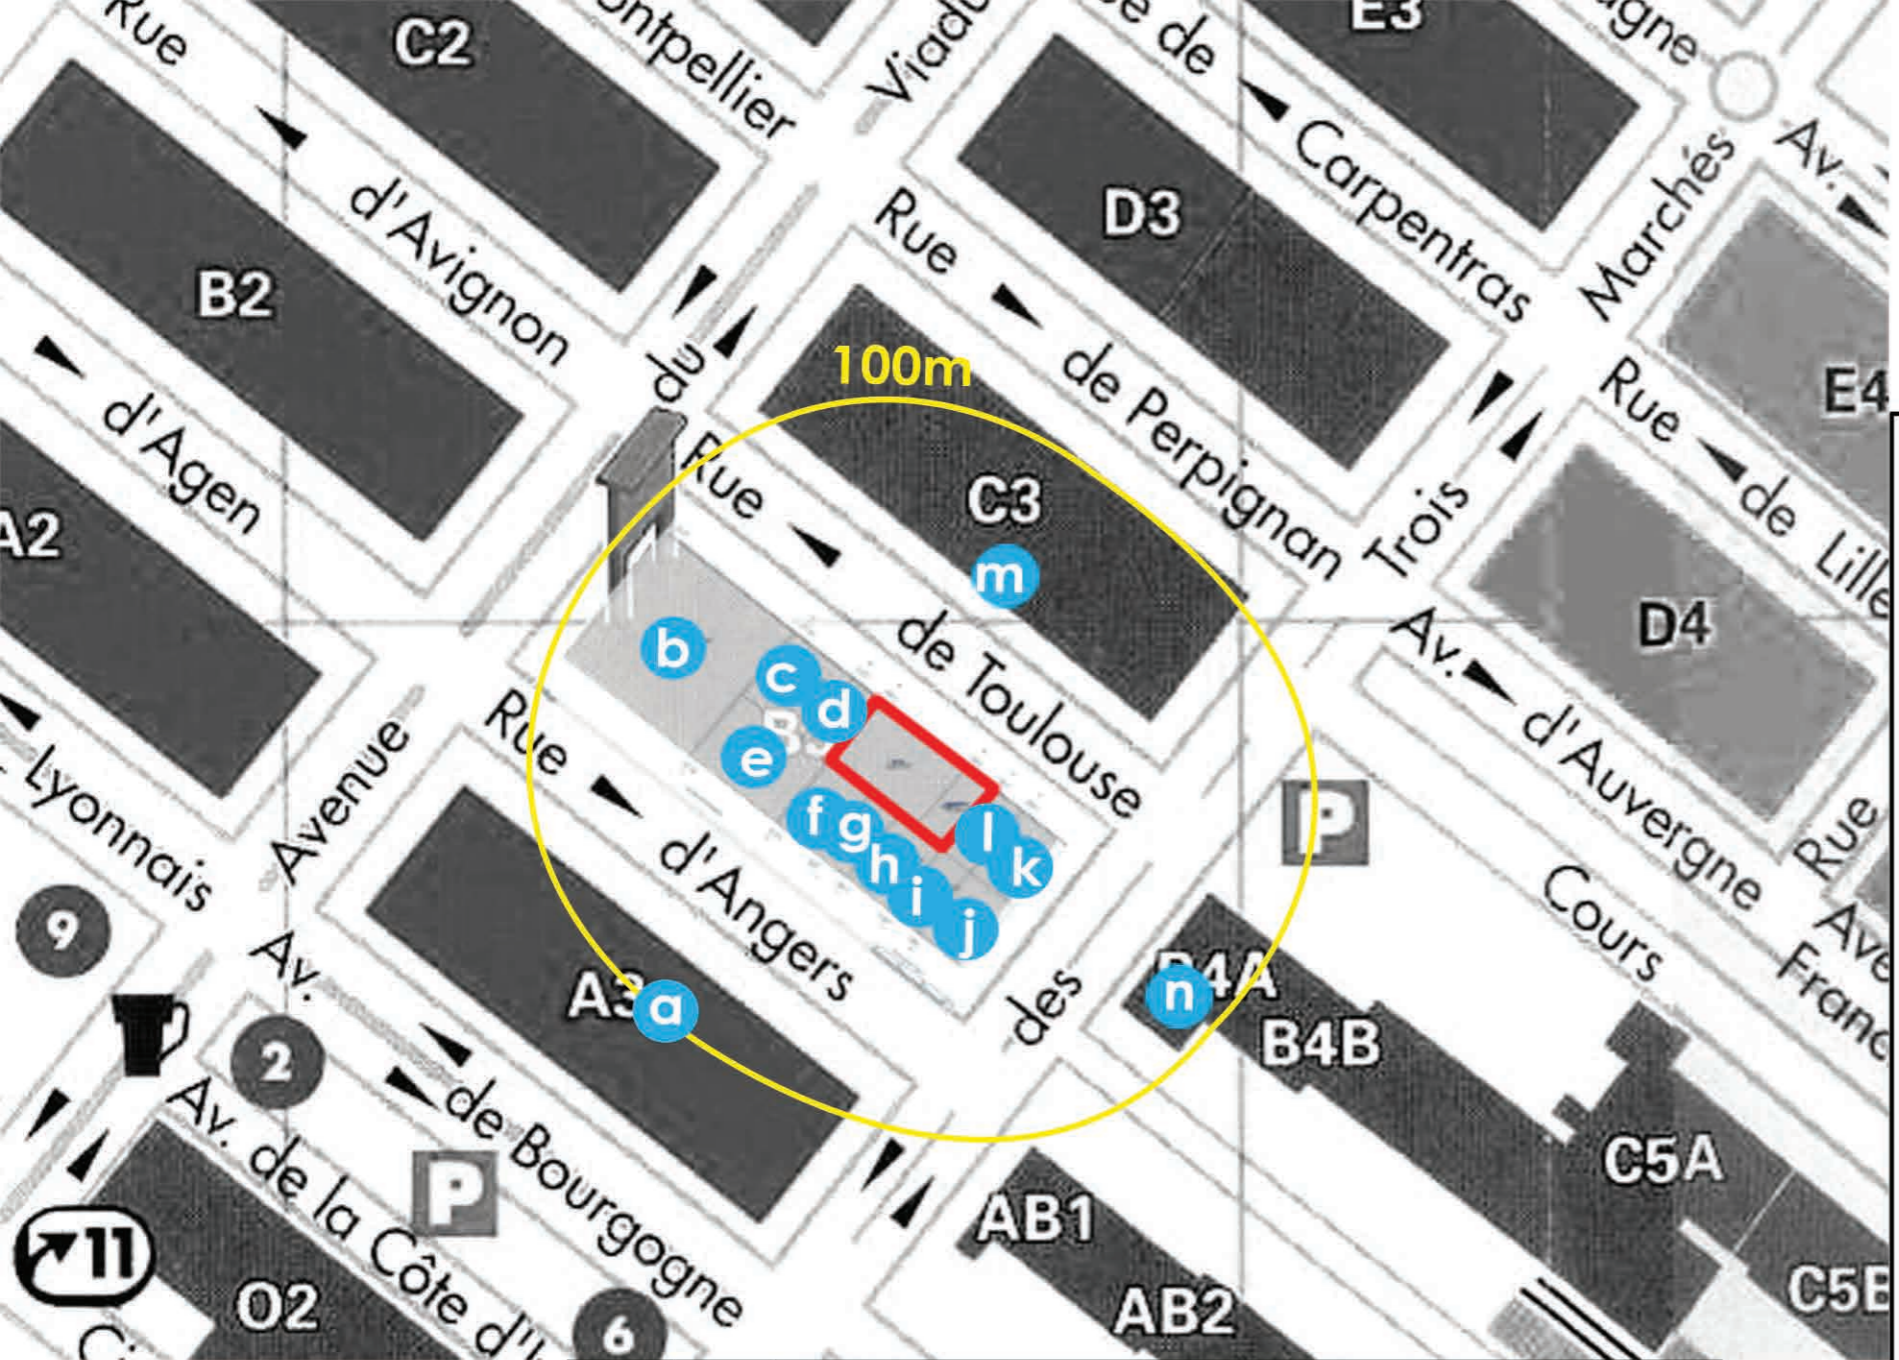 C2
E3
Rue
ontpellier
de
agne
d'Avignon
Carpentras
Marchés
Av.
D3
B2
Rue
du
100m
de Perpignan
E4
Rue
de Lille
d'Agen
A2
Rue
C3
m
Trois
D4
Av.
d'Auvergne
de Toulouse
b
c
d
e
f
g
h
i
j
k
l
Rue
d'Angers
Avenue
Lyonnais
P
Rue
Cours
Ave
Franc
9
Av.
A3
a
des
B4A
n
B4B
2
de Bourgogne
Av. de la Côte d'
P
C5A
AB1
AB2
C5B
11
O2
6